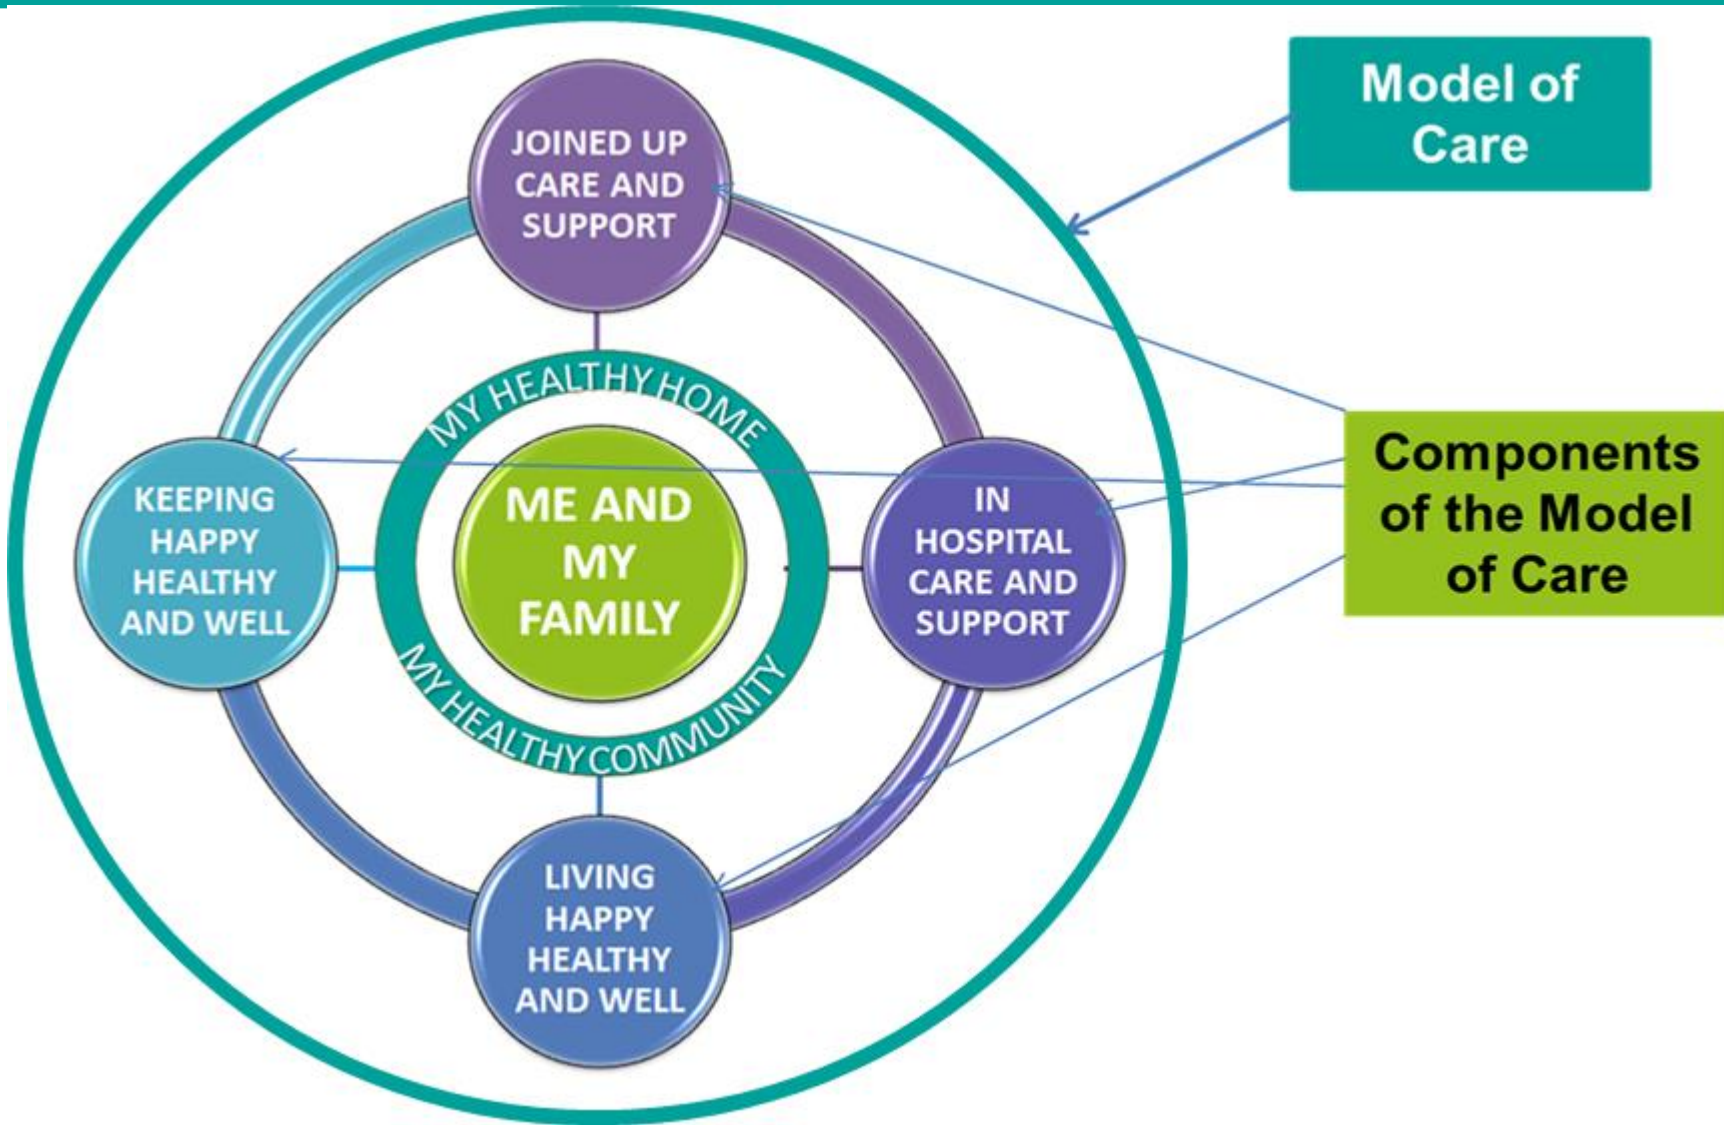 Model of
Care
JOINED UP
CARE AND
SUPPORT
MY HEALTHY HOME
Components
of the Model
of Care
KEEPING
HAPPY
HEALTHY
AND WELL
ME AND
MY
FAMILY
IN
HOSPITAL
CARE AND
SUPPORT
MY HEALTHY COMMUNITY
LIVING
HAPPY
HEALTHY
AND WELL